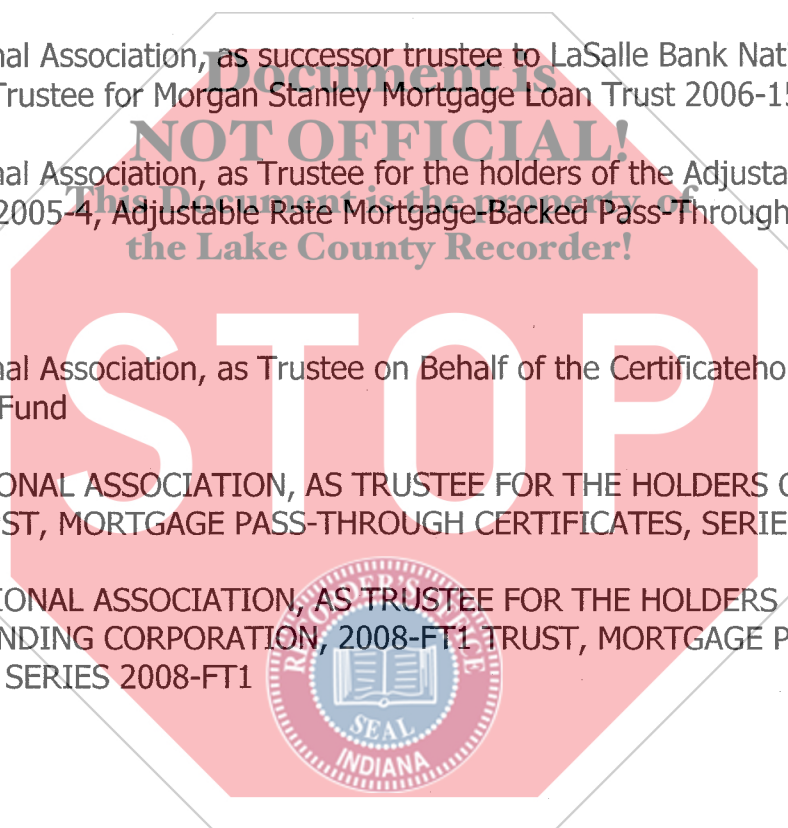 nal Association, as successor trustee to LaSalle Bank Nat
Document is
Trustee for Morgan Stanley Mortgage Loan Trust 2006-15
NOT OFFICIAL!
nal Association, as Trustee for the holders of the Adjusta
This Document is the property of
2005-4, Adjustable Rate Mortgage-Backed Pass-Through
the Lake County Recorder!
STOP
nal Association, as Trustee on Behalf of the Certificateho
Fund
ONAL ASSOCIATION, AS TRUSTEE FOR THE HOLDERS
ST, MORTGAGE PASS-THROUGH CERTIFICATES, SERIE
IONAL ASSOCIATION, AS TRUSTEE FOR THE HOLDERS
NDING CORPORATION, 2008-FT1 TRUST, MORTGAGE P
SERIES 2008-FT1
RECORDER'S OFFICE
SEAL
INDIANA